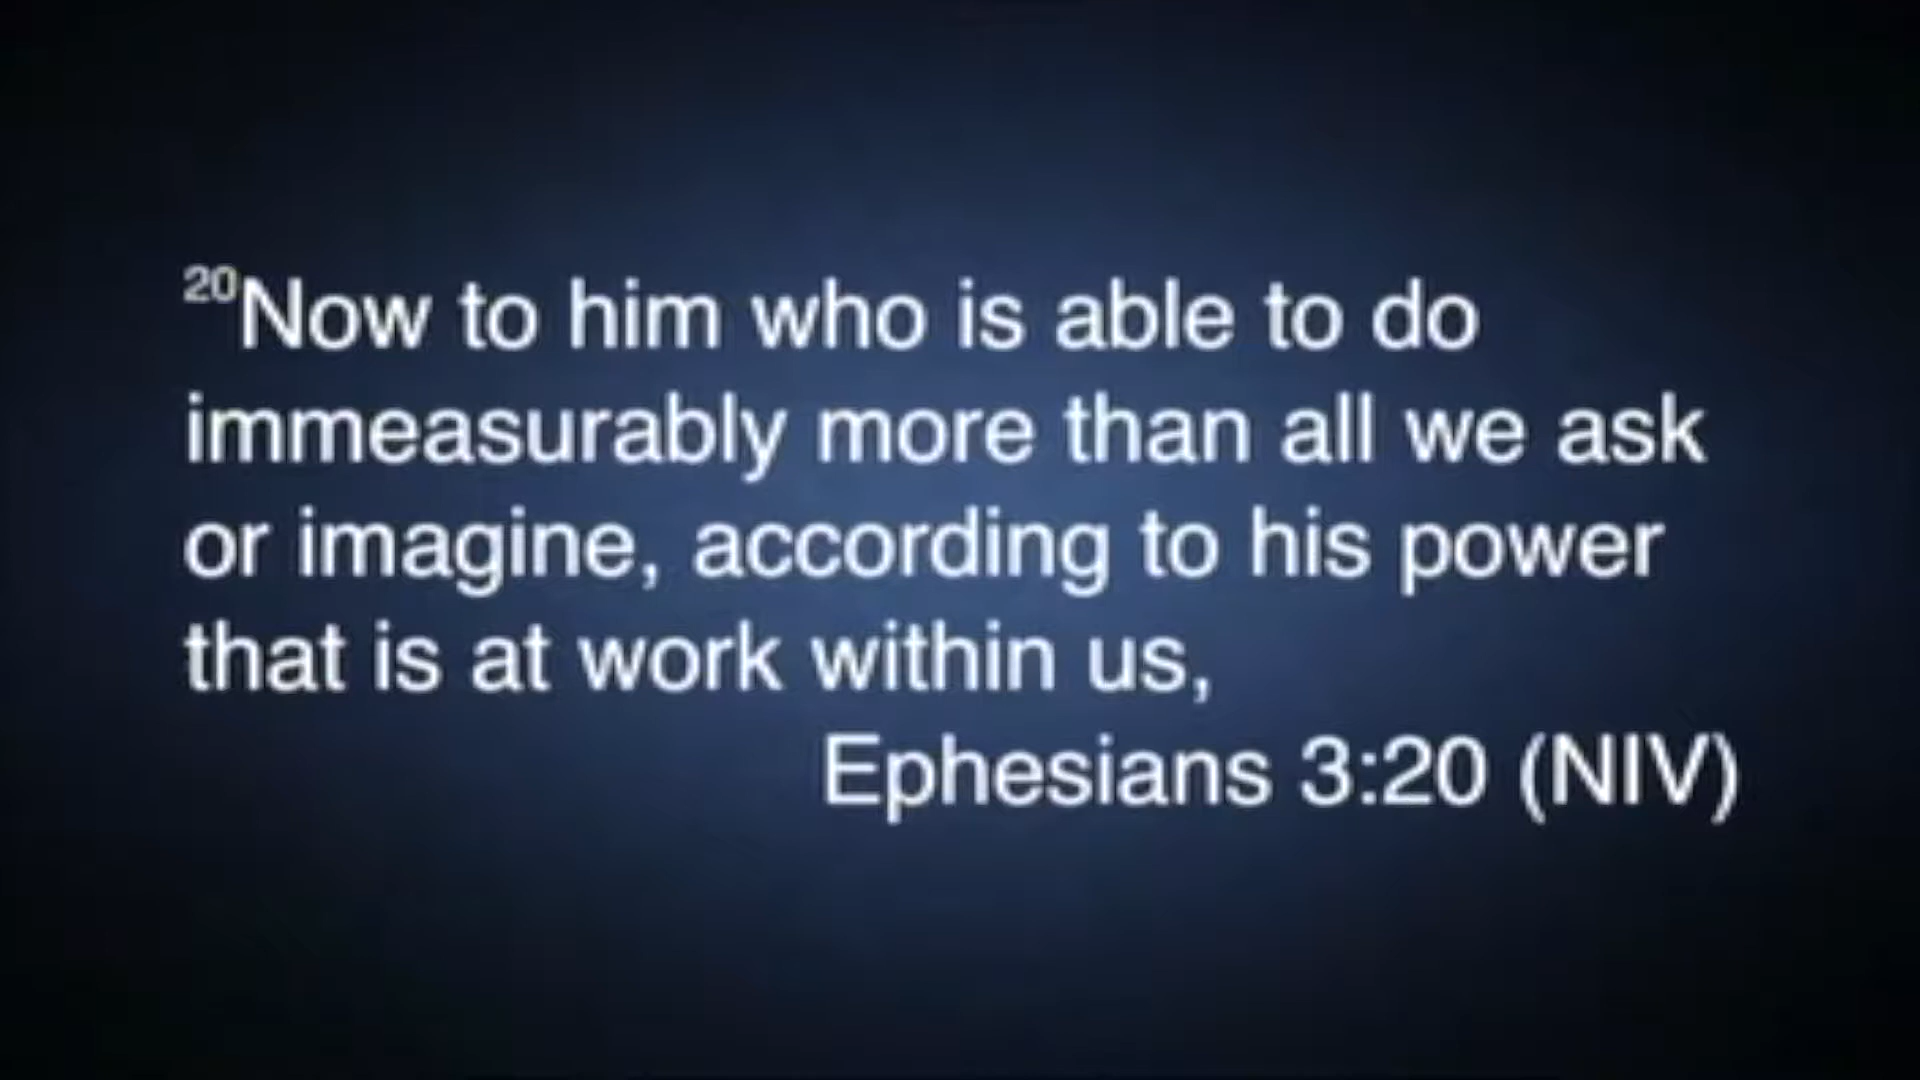 20Now to him who is able to do
immeasurably more than all we ask
or imagine, according to his power
that is at work within us,
Ephesians 3:20 (NIV)